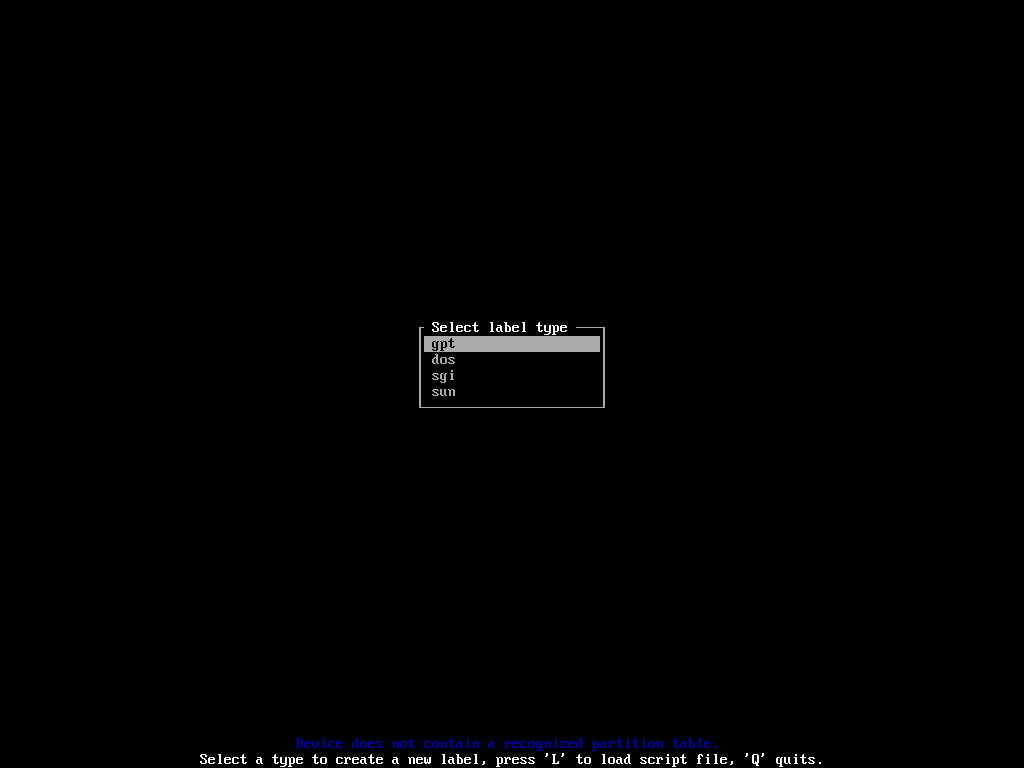 Select label type
gpt
dos
sgi
sun
Device does not contain a recognized partition table.
Select a type to create a new label, press 'L' to load script file, 'Q' quits.